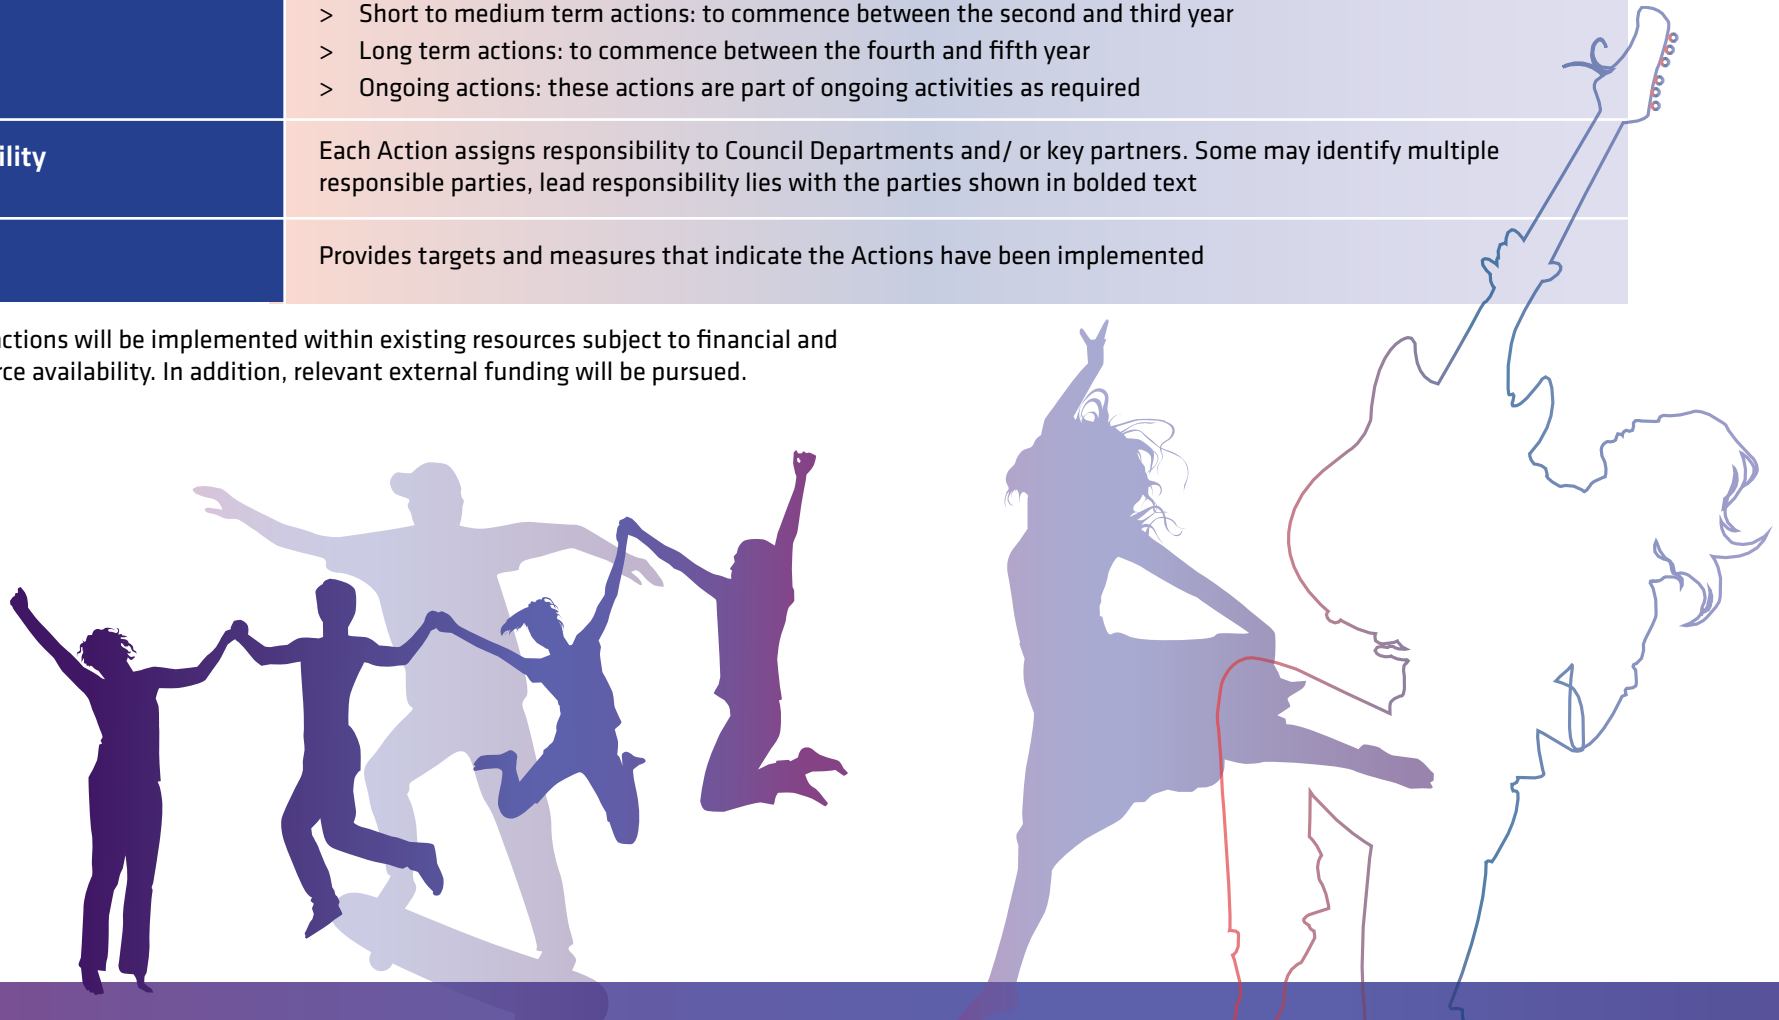 > Short to medium term actions: to commence between the second and third year
> Long term actions: to commence between the fourth and fifth year
> Ongoing actions: these actions are part of ongoing activities as required
ility
Each Action assigns responsibility to Council Departments and/ or key partners. Some may identify multiple
responsible parties, lead responsibility lies with the parties shown in bolded text
Provides targets and measures that indicate the Actions have been implemented
actions will be implemented within existing resources subject to financial and
rce availability. In addition, relevant external funding will be pursued.